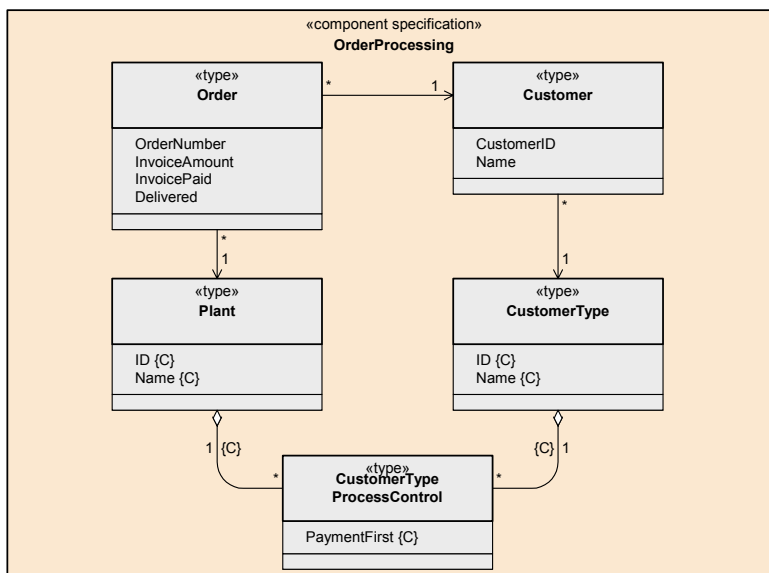 «component specification»
OrderProcessing
«type»
Order
OrderNumber
InvoiceAmount
InvoicePaid
Delivered
* 1
«type»
Customer
CustomerID
Name
*
1
*
1
«type»
Plant
ID {C}
Name {C}
«type»
CustomerType
ID {C}
Name {C}
1 {C}
*
{C} 1
*
«type»
CustomerType
ProcessControl
PaymentFirst {C}